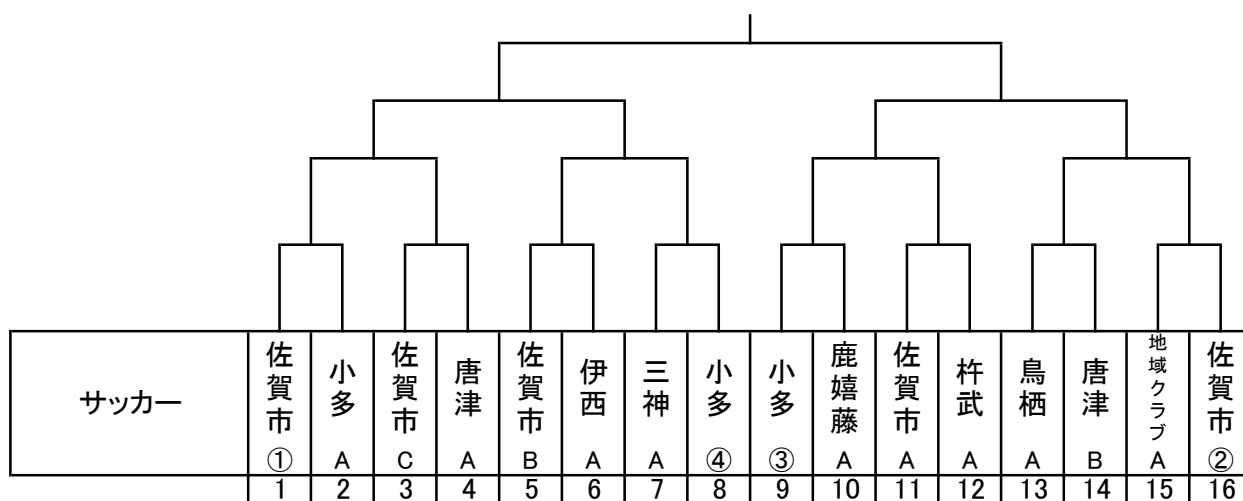 サッカー
佐賀市
①
1
小多
A
2
佐賀市
C
3
唐津
A
4
佐賀市
B
5
伊西
A
6
三神
A
7
小多
④
8
小多
③
9
鹿嬉藤
A
10
佐賀市
A
11
杵武
A
12
鳥栖
A
13
唐津
B
14
地域クラブ
A
15
佐賀市
②
16